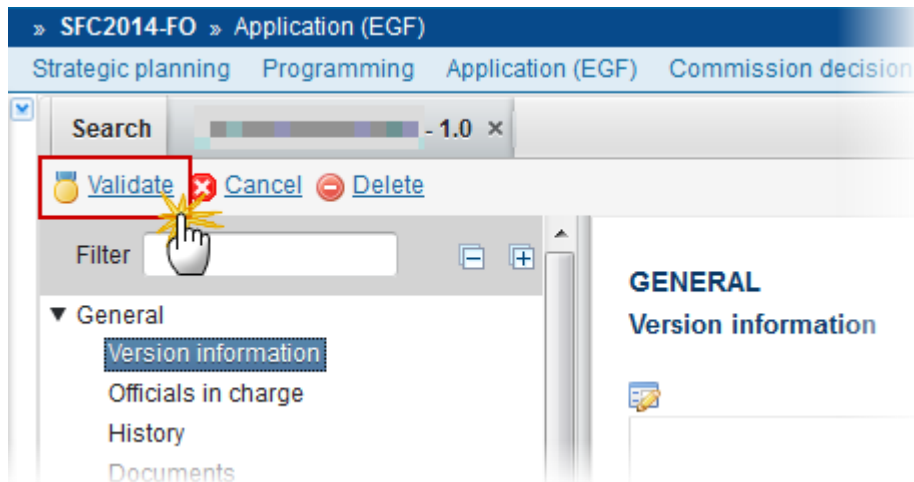 » SFC2014-FO » Application (EGF)
Strategic planning Programming Application (EGF) Commission decision
Search - 1.0 ×
Validate Cancel Delete
Filter
GENERAL
▼ General
Version information
Version information
Officials in charge
History
Documents